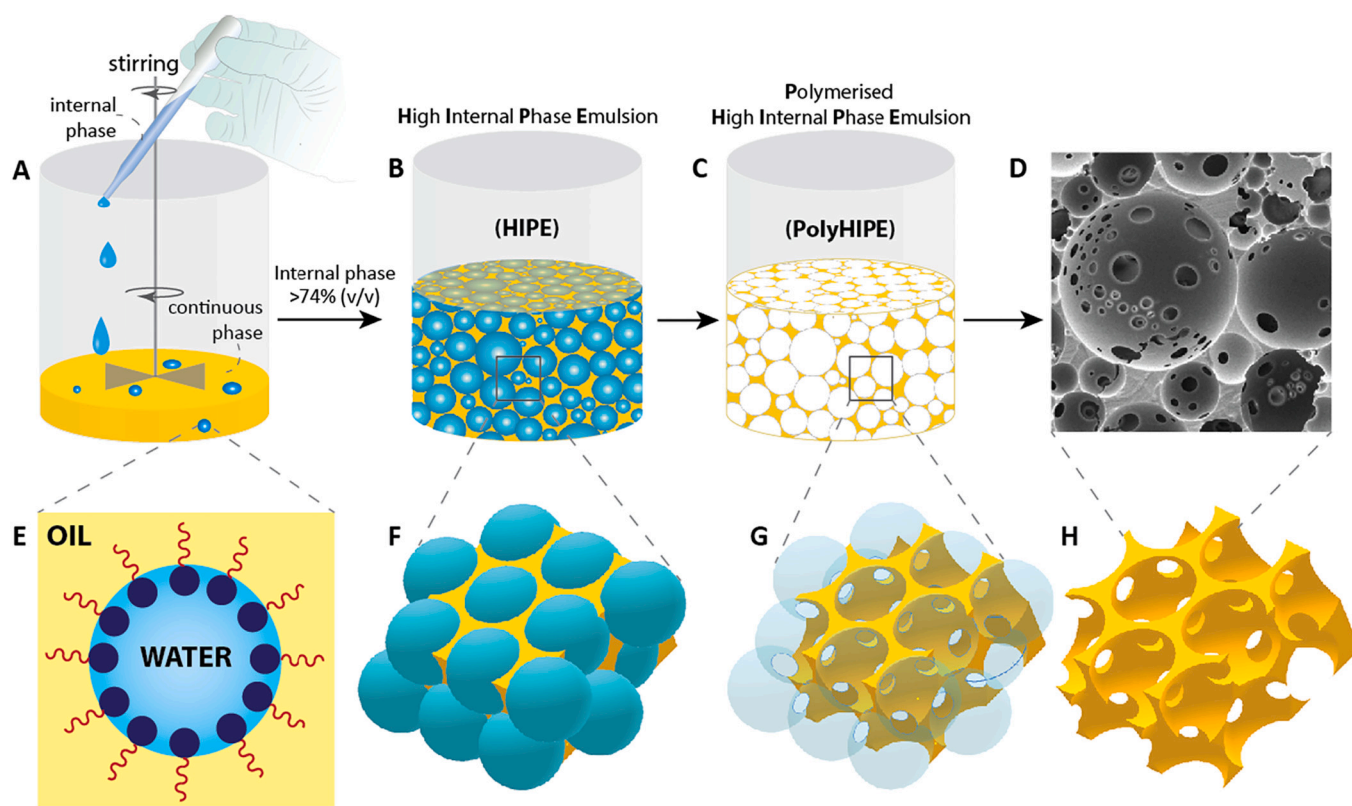 stirring
internal
phase
A
continuous
phase
Internal phase
>74% (v/v)
High Internal Phase Emulsion
B
(HIPE)
Polymerised
High Internal Phase Emulsion
C
(PolyHIPE)
D
E
OIL
WATER
F
G
H